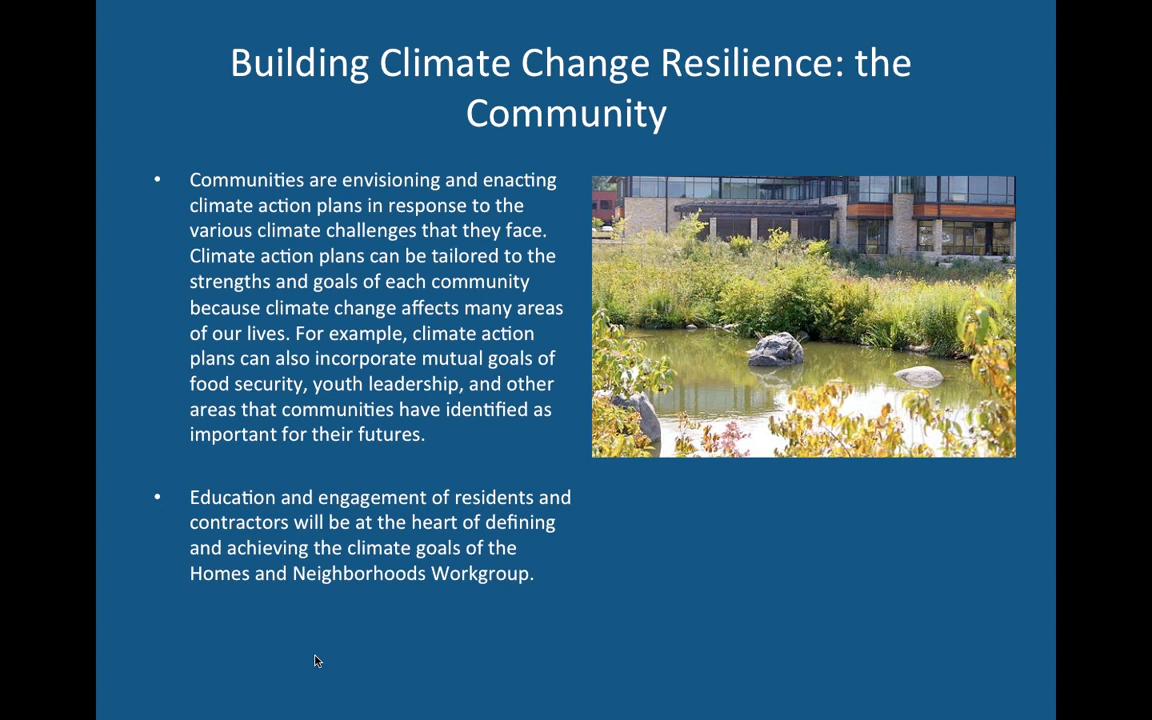 Building Climate Change Resilience: the
Community
• Communities are envisioning and enacting
climate action plans in response to the
various climate challenges that they face.
Climate action plans can be tailored to the
strengths and goals of each community
because climate change affects many areas
of our lives. For example, climate action
plans can also incorporate mutual goals of
food security, youth leadership, and other
areas that communities have identified as
important for their futures.
• Education and engagement of residents and
contractors will be at the heart of defining
and achieving the climate goals of the
Homes and Neighborhoods Workgroup.